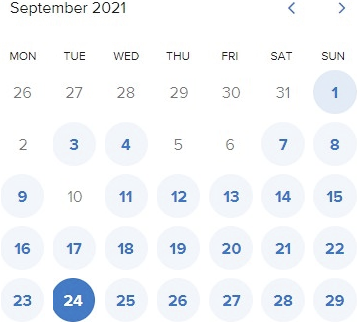 September 2021
MON TUE WED THU FRI SAT SUN
26 27 28 29 30 31 1
2 3 4 5 6 7 8
9 10 11 12 13 14 15
16 17 18 19 20 21 22
23 24 25 26 27 28 29